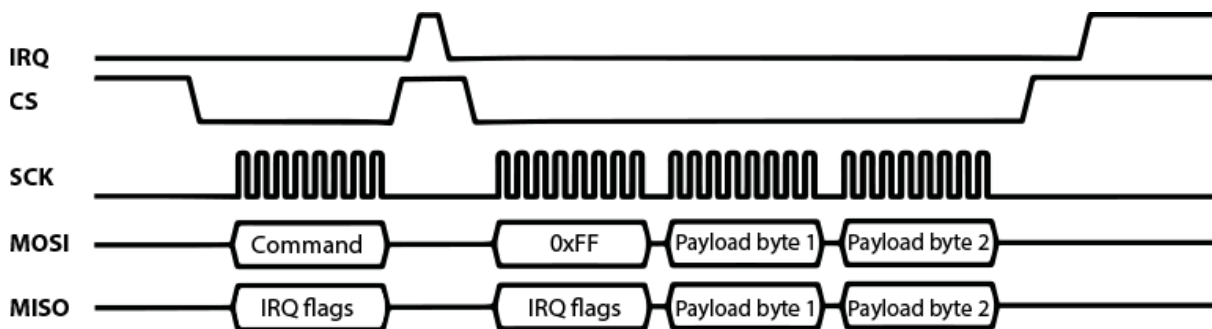 IRQ
CS
SCK
MOSI Command 0xFF Payload byte 1 Payload byte 2
MISO IRQ flags IRQ flags Payload byte 1 Payload byte 2